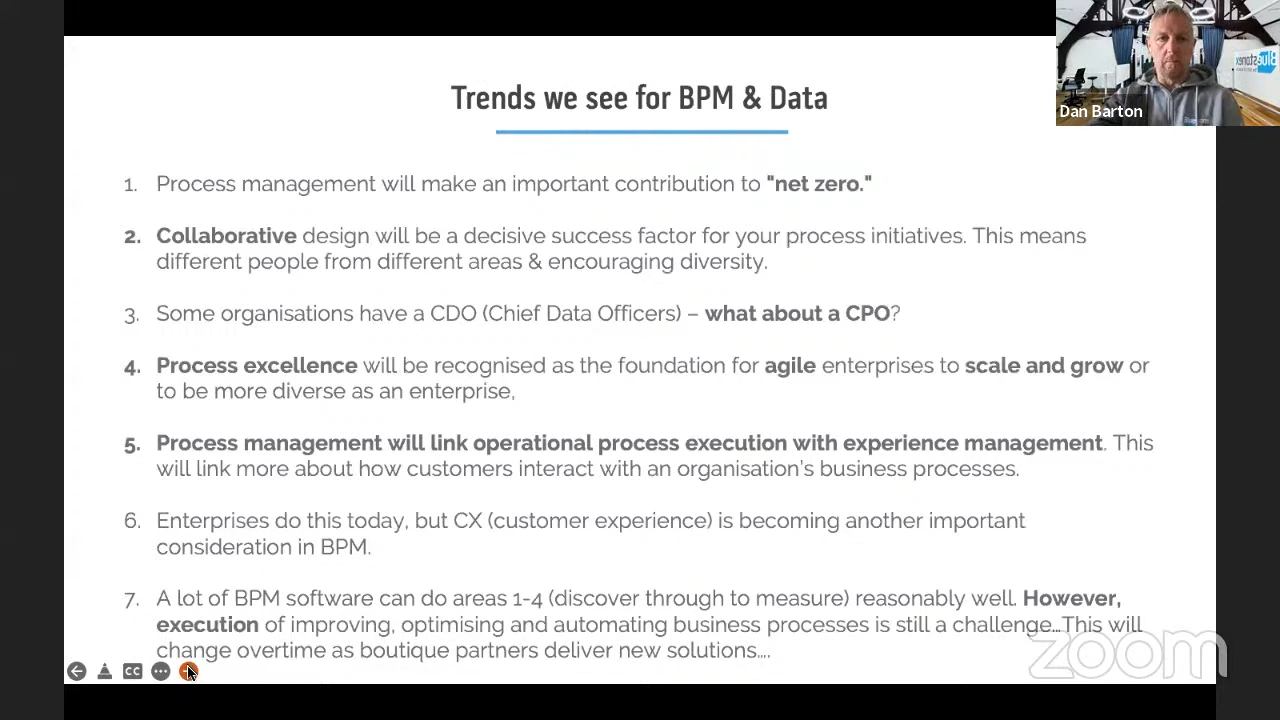 Trends we see for BPM & Data
Dan Barton
1. Process management will make an important contribution to "net zero."
2. Collaborative design will be a decisive success factor for your process initiatives. This means
different people from different areas & encouraging diversity.
3. Some organisations have a CDO (Chief Data Officers) – what about a CPO?
4. Process excellence will be recognised as the foundation for agile enterprises to scale and grow or
to be more diverse as an enterprise,
5. Process management will link operational process execution with experience management. This
will link more about how customers interact with an organisation's business processes.
6. Enterprises do this today, but CX (customer experience) is becoming another important
consideration in BPM.
7. A lot of BPM software can do areas 1-4 (discover through to measure) reasonably well. However,
execution of improving, optimising and automating business processes is still a challenge...This will
change overtime as boutique partners deliver new solutions....
CC
zoom